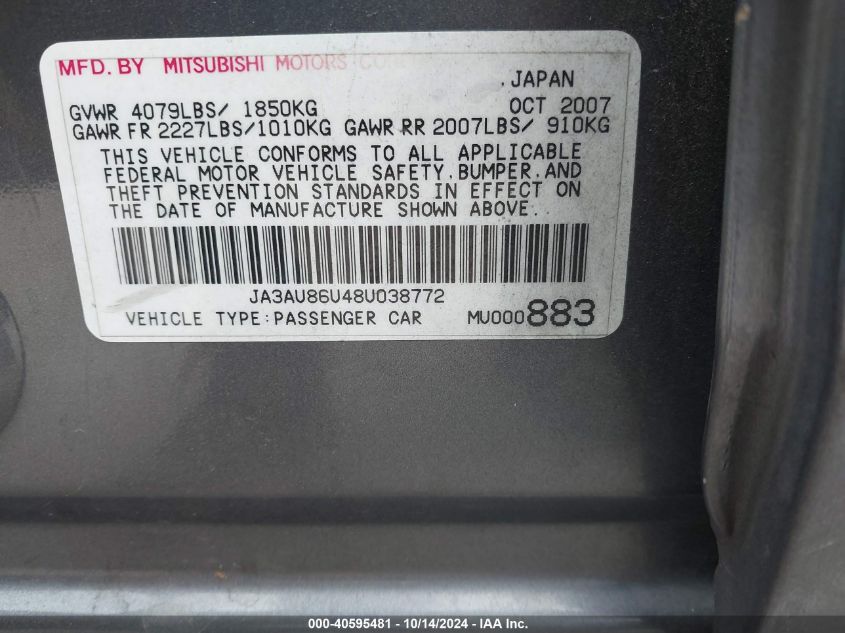 MFD. BY MITSUBISHI MOTORS
JAPAN
GVWR 4079LBS/ 1850KG OCT 2007
GAWR FR 2227LBS/1010KG GAWR RR 2007LBS/ 910KG
THIS VEHICLE CONFORMS TO ALL APPLICABLE
FEDERAL MOTOR VEHICLE SAFETY, BUMPER, AND
THEFT PREVENTION STANDARDS IN EFFECT ON
THE DATE OF MANUFACTURE SHOWN ABOVE.
JA3AU86U48U038772
VEHICLE TYPE:PASSENGER CAR MU000883
000-40595481 - 10/14/2024 - IAA Inc.